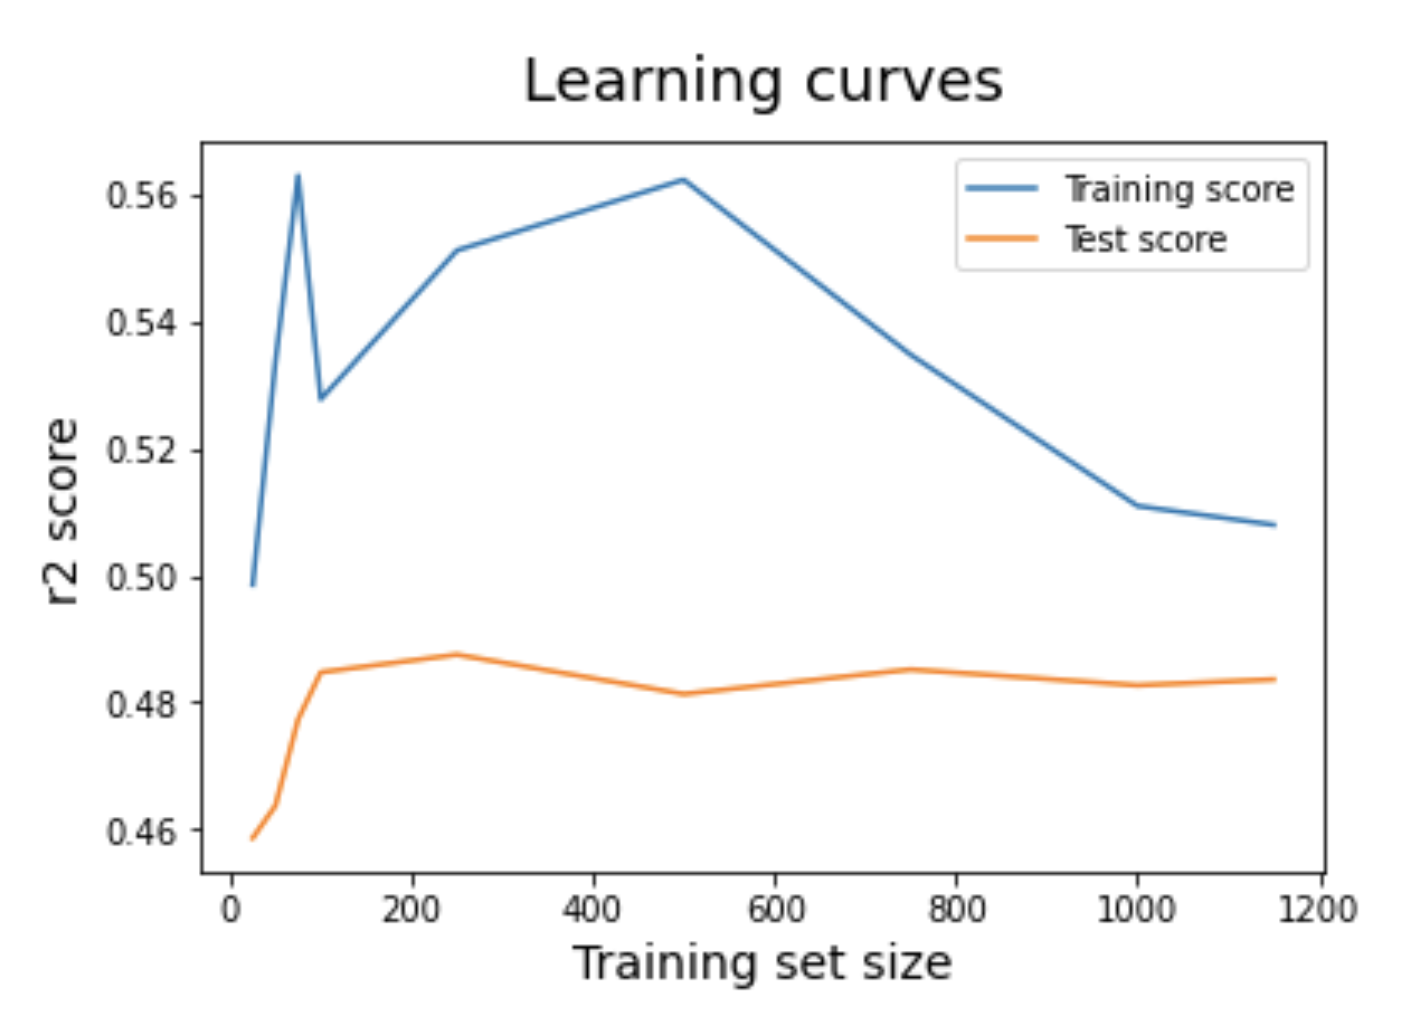 Learning curves
Training score
Test score
0.56
0.54
0.52
0.50
0.48
0.46
r2 score
0 200 400 600 800 1000 1200
Training set size